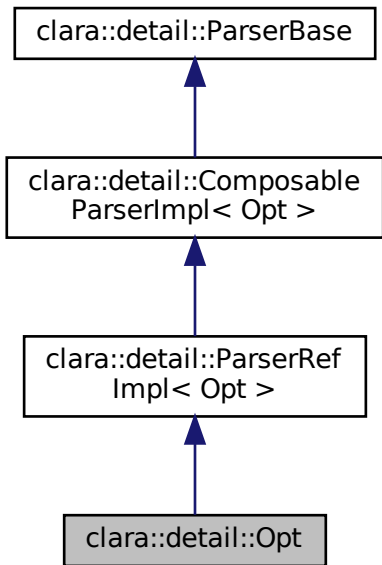 clara::detail::ParserBase
clara::detail::Composable
ParserImpl< Opt >
clara::detail::ParserRef
Impl< Opt >
clara::detail::Opt